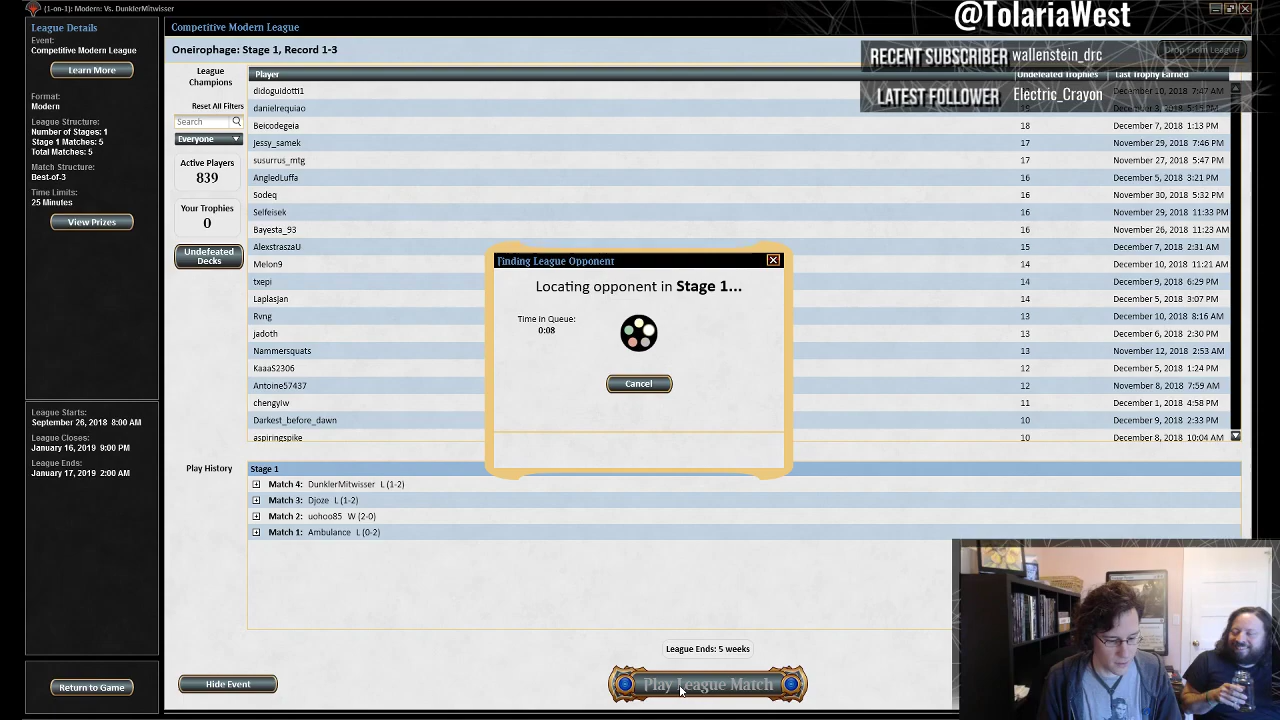 (1-on-1): Modern: Vs. DunklerMitwisser
@TolariaWest
League Details
Event:
Competitive Modern League
Learn More
Format:
Modern
League Structure:
Number of Stages: 1
Stage 1 Matches: 5
Total Matches: 5
Match Structure:
Best-of-3
Time Limits:
25 Minutes
View Prizes
League Starts:
September 26, 2018 8:00 AM
League Closes:
January 16, 2019 9:00 PM
League Ends:
January 17, 2019 2:00 AM
Return to Game
Competitive Modern League
Oneirophage: Stage 1, Record 1-3
Drop From League
RECENT SUBSCRIBER wallenstein_drc
LATEST FOLLOWER Electric_Crayon
League
Champions
Reset All Filters
Search
Everyone
Active Players
839
Your Trophies
0
Undefeated
Decks
Player Undefeated Trophies Last Trophy Earned
didoguidotti1 December 10, 2018 7:47 AM
danielrequiao
Beicodegeia 18 December 7, 2018 1:13 PM
jessy_samek 17 November 29, 2018 7:46 PM
susurrus_mtg 17 November 27, 2018 5:47 PM
AngledLuffa 16 December 5, 2018 3:21 PM
Sodeq 16 November 30, 2018 5:32 PM
Selfeisek 16 November 29, 2018 11:33 PM
Bayesta_93 16 November 26, 2018 11:23 AM
AlexstraszaU 15 December 7, 2018 2:31 AM
Melon9 14 December 10, 2018 11:21 AM
txepi 14 December 9, 2018 6:29 PM
Laplasjan 14 December 5, 2018 3:07 PM
Rvng 13 December 10, 2018 8:16 AM
jadoth 13 December 6, 2018 2:30 PM
Nammersquats 13 November 12, 2018 2:53 AM
KaaaS2306 12 December 5, 2018 1:24 PM
Antoine57437 12 November 8, 2018 7:59 AM
chengyiw 11 December 1, 2018 4:58 PM
Darkest_before_dawn 10 December 9, 2018 2:33 PM
aspiringspike 10 December 8, 2018 10:04 AM
Finding League Opponent
Locating opponent in Stage 1...
Time in Queue:
0:08
Cancel
Play History
Stage 1
Match 4: DunklerMitwisser L (1-2)
Match 3: Djoze L (1-2)
Match 2: uohoo85 W (2-0)
Match 1: Ambulance L (0-2)
League Ends: 5 weeks
Hide Event
Play League Match